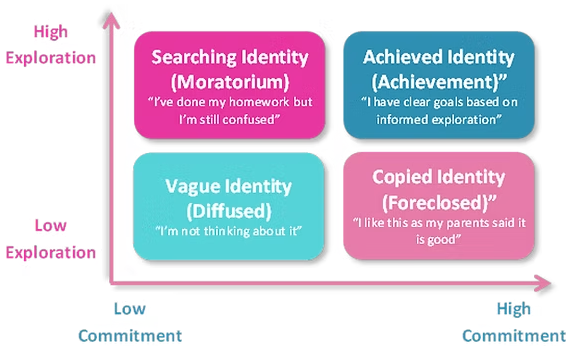 High
Exploration
Searching Identity
(Moratorium)
“I’ve done my homework but
I’m still confused”
Achieved Identity
(Achievement)”
“I have clear goals based on
informed exploration”
Vague Identity
(Diffused)
“I’m not thinking about it”
Copied Identity
(Foreclosed)”
“I like this as my parents said it
is good”
Low
Exploration
Low
Commitment
High
Commitment